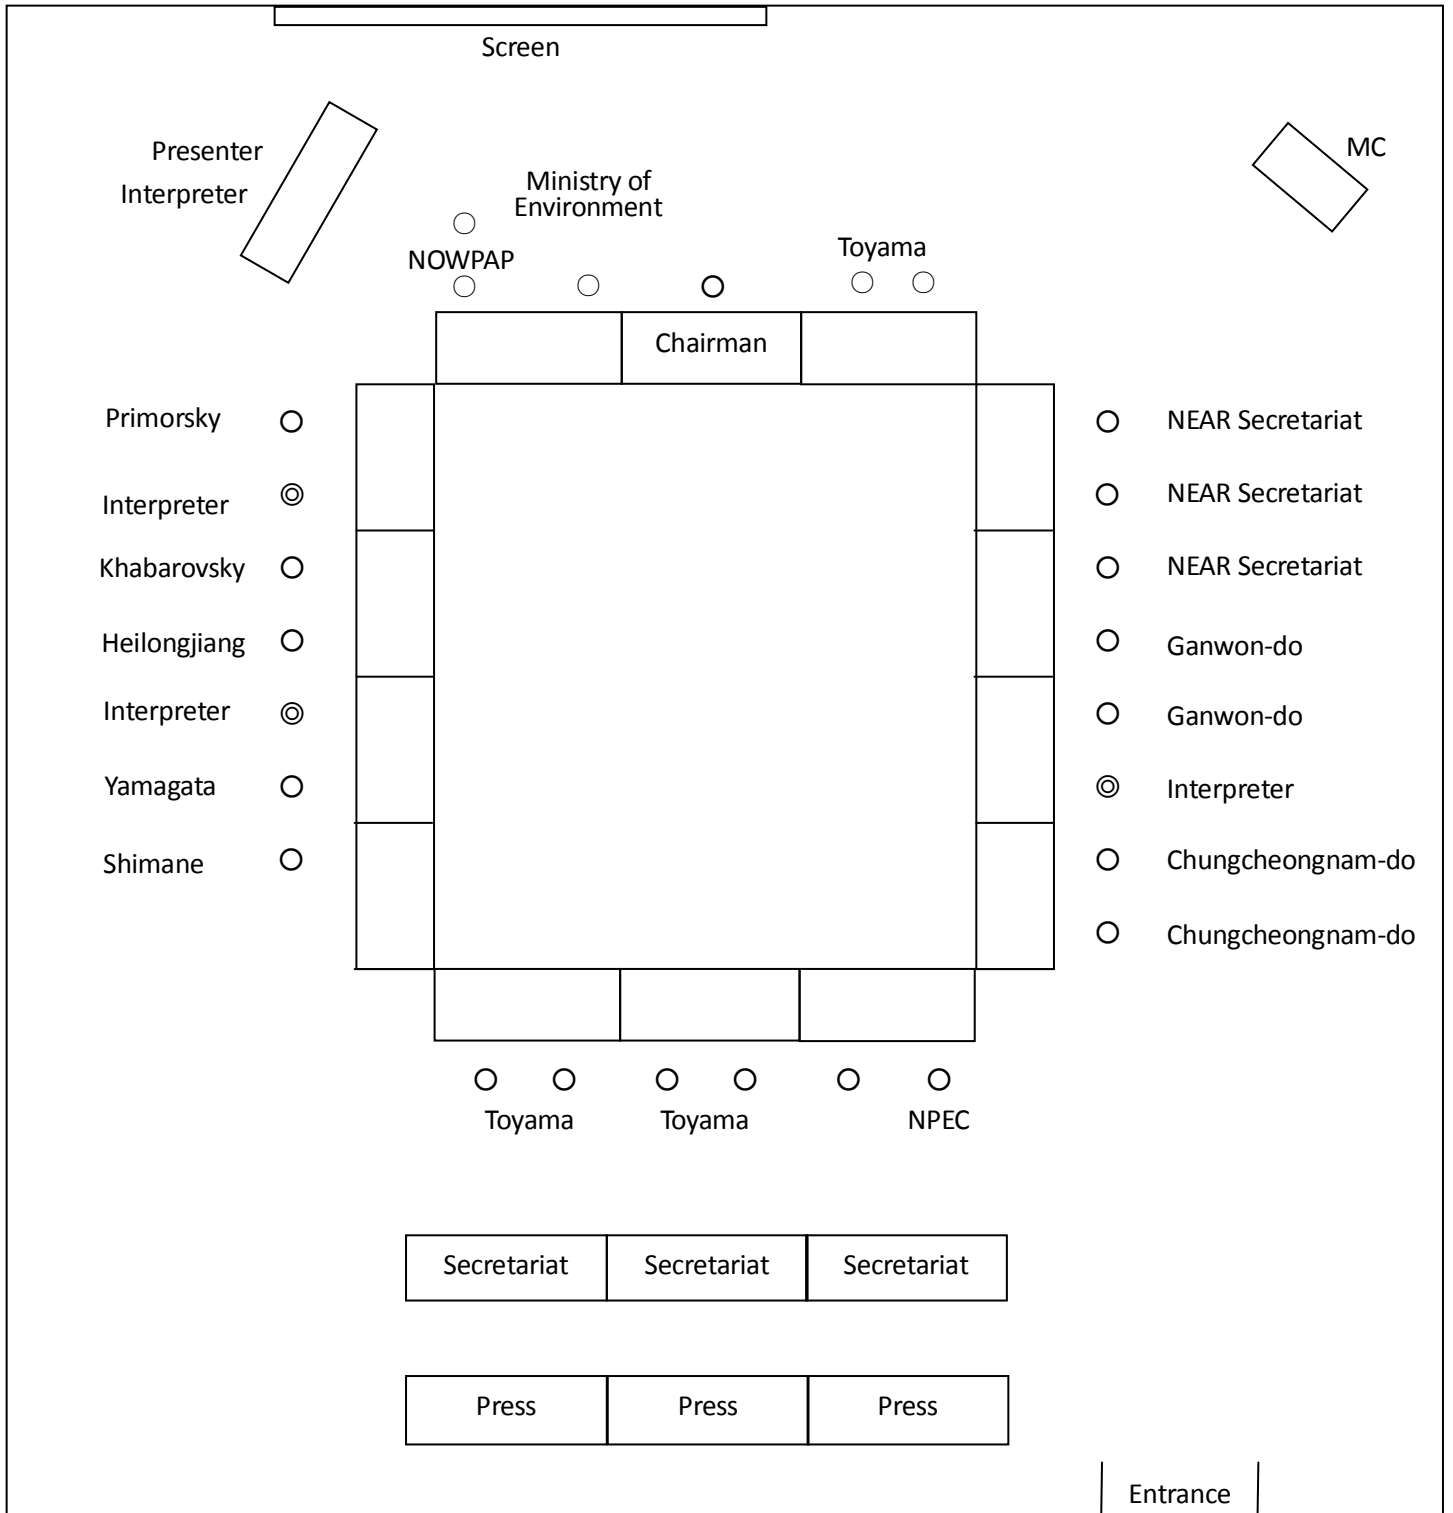 Screen
Presenter
Interpreter
MC
Ministry of
Environment
NOWPAP
Toyama
Chairman
Primorsky
Interpreter
Khabarovsky
Heilongjiang
Interpreter
Yamagata
Shimane
NEAR Secretariat
NEAR Secretariat
NEAR Secretariat
Ganwon-do
Ganwon-do
Interpreter
Chungcheongnam-do
Chungcheongnam-do
Toyama
Toyama
NPEC
Secretariat
Secretariat
Secretariat
Press
Press
Press
Entrance